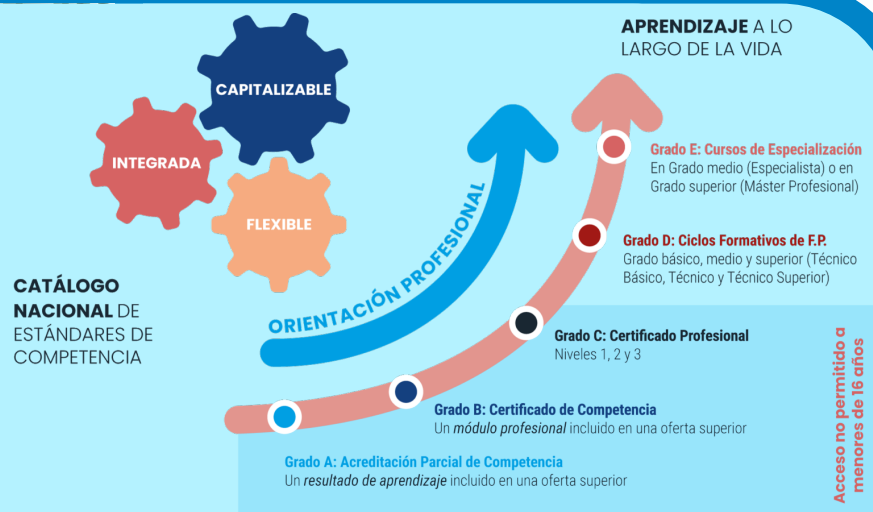 APRENDIZAJE A LO
LARGO DE LA VIDA
CAPITALIZABLE
INTEGRADA
FLEXIBLE
CATÁLOGO
NACIONAL DE
ESTÁNDARES DE
COMPETENCIA
ORIENTACIÓN PROFESIONAL
Grado E: Cursos de Especialización
En Grado medio (Especialista) o en
Grado superior (Máster Profesional)
Grado D: Ciclos Formativos de F.P.
Grado básico, medio y superior (Técnico
Básico, Técnico y Técnico Superior)
Grado C: Certificado Profesional
Niveles 1, 2 y 3
Grado B: Certificado de Competencia
Un módulo profesional incluido en una oferta superior
Grado A: Acreditación Parcial de Competencia
Un resultado de aprendizaje incluido en una oferta superior
Acceso no permitido a
menores de 16 años